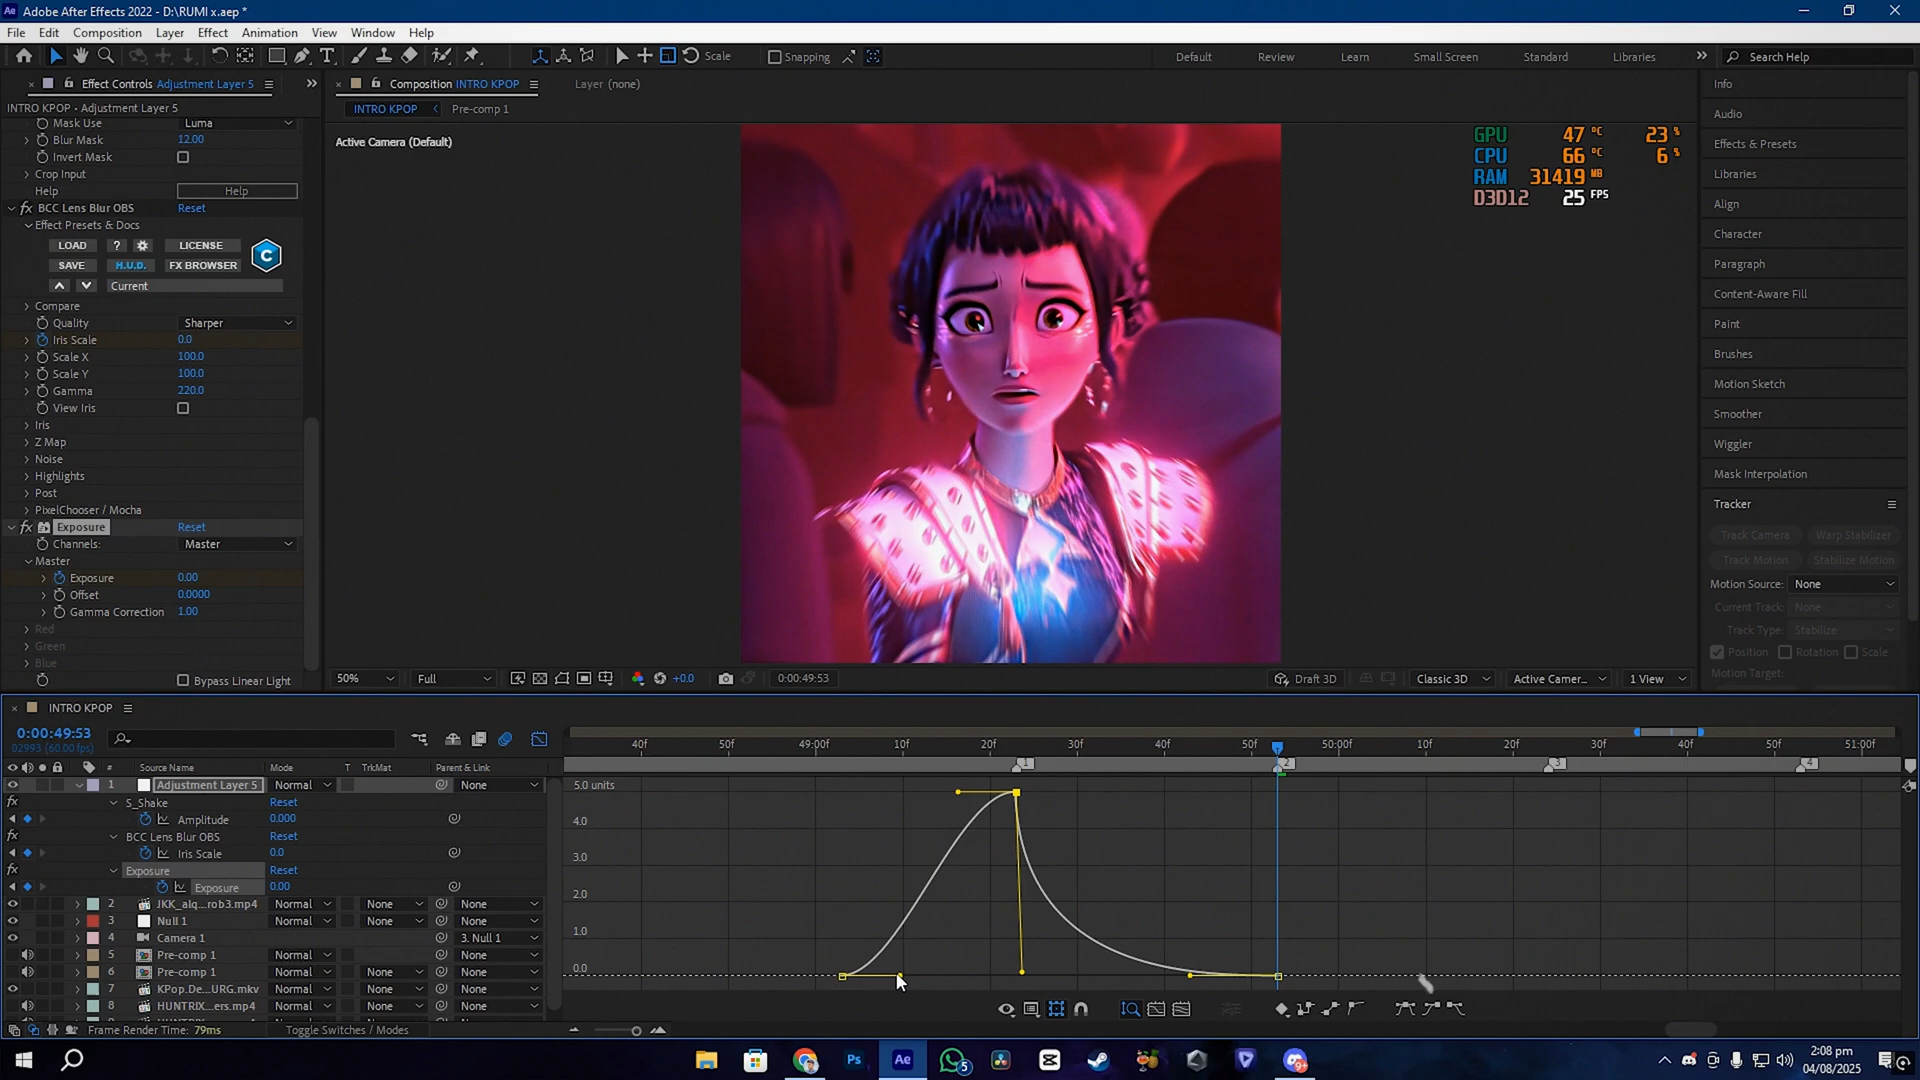 Adobe After Effects 2022 - D:\RUMI x.aep *
File Edit Composition Layer Effect Animation View Window Help
Scale Snapping Default Review Learn Small Screen Standard Libraries Search Help
Effect Controls Adjustment Layer 5
Composition INTRO KPOP
Layer (none)
INTRO KPOP • Adjustment Layer 5
INTRO KPOP Pre-comp 1
Active Camera (Default)
GPU 47 °C 23 %
CPU 66 °C 6 %
RAM 31419 MB
D3D12 25 FPS
Mask Use Luma
Blur Mask 12.00
Invert Mask
Crop Input
Help Help
BCC Lens Blur OBS Reset
Effect Presets & Docs
LOAD ? LICENSE
SAVE H.U.D. FX BROWSER
Current
Compare
Quality Sharper
Iris Scale 0.0
Scale X 100.0
Scale Y 100.0
Gamma 220.0
View Iris
Iris
Z Map
Noise
Highlights
Post
PixelChooser / Mocha
fx Exposure Reset
Channels: Master
Master
Exposure 0.00
Offset 0.0000
Gamma Correction 1.00
Red
Green
Blue
Bypass Linear Light
Info
Audio
Effects & Presets
Libraries
Align
Character
Paragraph
Content-Aware Fill
Paint
Brushes
Motion Sketch
Smoother
Wiggler
Mask Interpolation
Tracker
Track Camera Warp Stabilizer
Track Motion Stabilize Motion
Motion Source: None
Current Track: None
Track Type: Stabilize
Position Rotation Scale
Motion Target:
50% Full +0.0 0:00:49:53 Draft 3D Classic 3D Active Camer... 1 View
INTRO KPOP
0:00:49:53
02993 (60.00 fps)
40f 50f 49:00f 10f 20f 30f 40f 50f 50:00f 10f 20f 30f 40f 50f 51:00f
1 2 3 4
# Source Name Mode T TrkMat Parent & Link
1 Adjustment Layer 5 Normal None
fx S_Shake Reset
Amplitude 0.000
fx BCC Lens Blur OBS Reset
Iris Scale 0.0
fx Exposure Reset
Exposure 0.00
2 JKK_alq...rob3.mp4 Normal None None
3 Null 1 Normal None None
4 Camera 1 3. Null 1
5 Pre-comp 1 Normal None
6 Pre-comp 1 Normal None None
7 KPop.De...URG.mkv Normal None None
8 HUNTRIX...ers.mp4 Normal None None
5.0 units
4.0
3.0
2.0
1.0
0.0
Frame Render Time: 79ms Toggle Switches / Modes
Ps Ae 5 9+
2:08 pm
04/08/2025